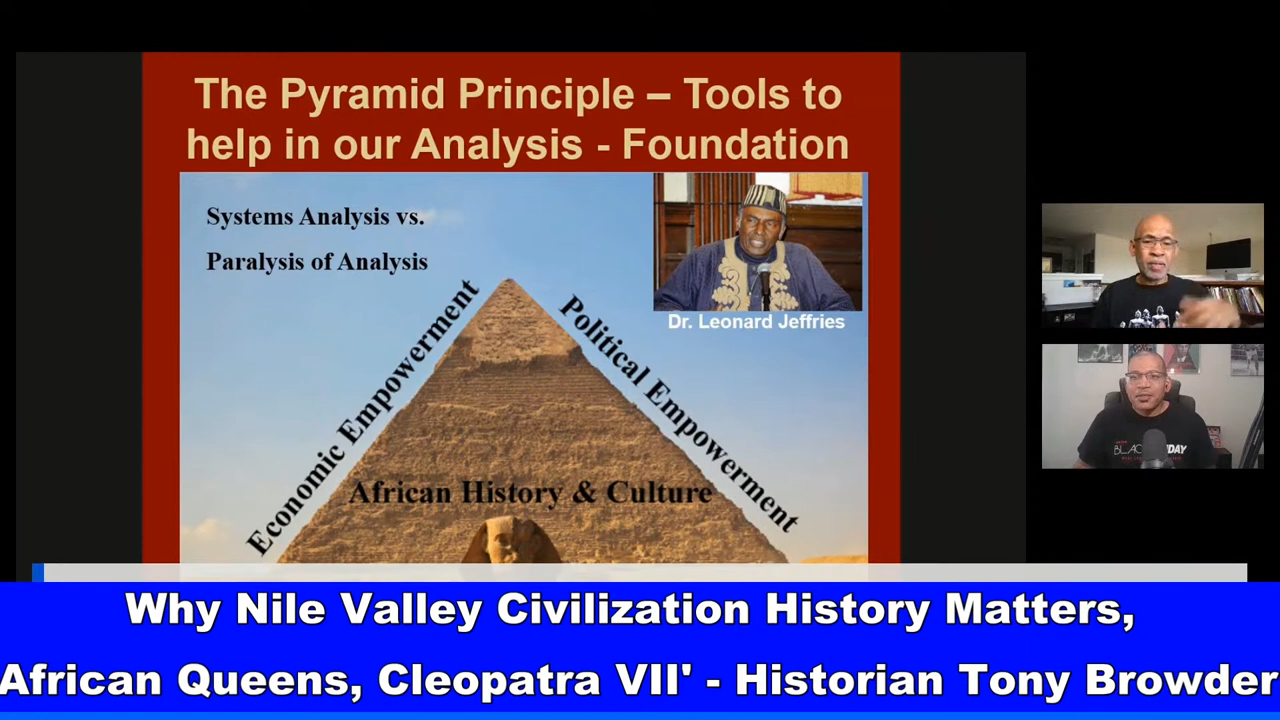 The Pyramid Principle – Tools to
help in our Analysis - Foundation
Systems Analysis vs.
Paralysis of Analysis
Dr. Leonard Jeffries
Economic Empowerment
Political Empowerment
African History & Culture
BLACK
DAY
Why Nile Valley Civilization History Matters,
African Queens, Cleopatra VII' - Historian Tony Browder